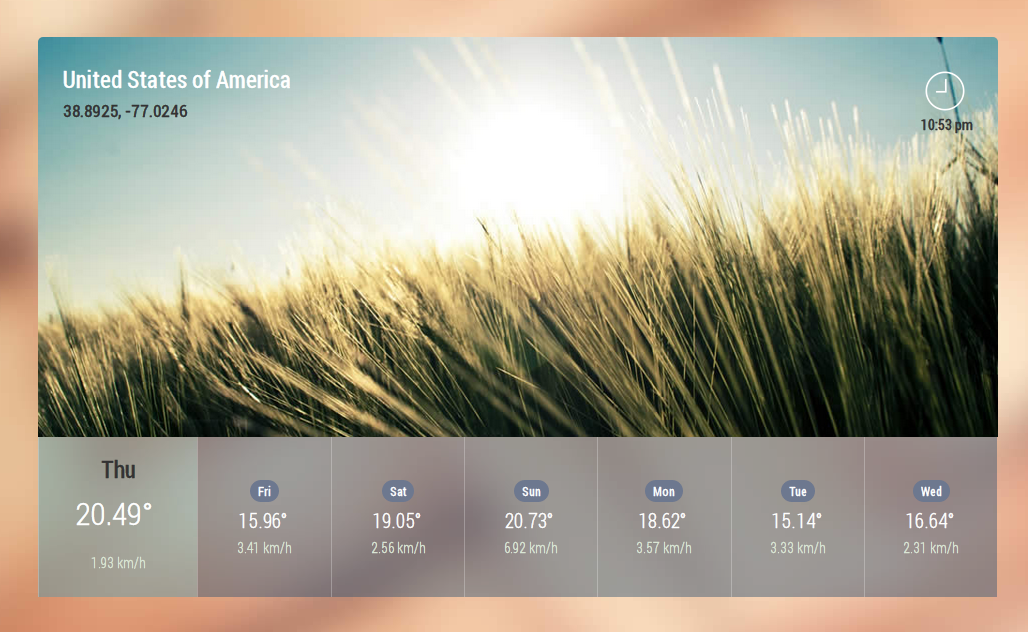 United States of America
38.8925, -77.0246
10:53 pm
Thu
20.49°
1.93 km/h
Fri
15.96°
3.41 km/h
Sat
19.05°
2.56 km/h
Sun
20.73°
6.92 km/h
Mon
18.62°
3.57 km/h
Tue
15.14°
3.33 km/h
Wed
16.64°
2.31 km/h